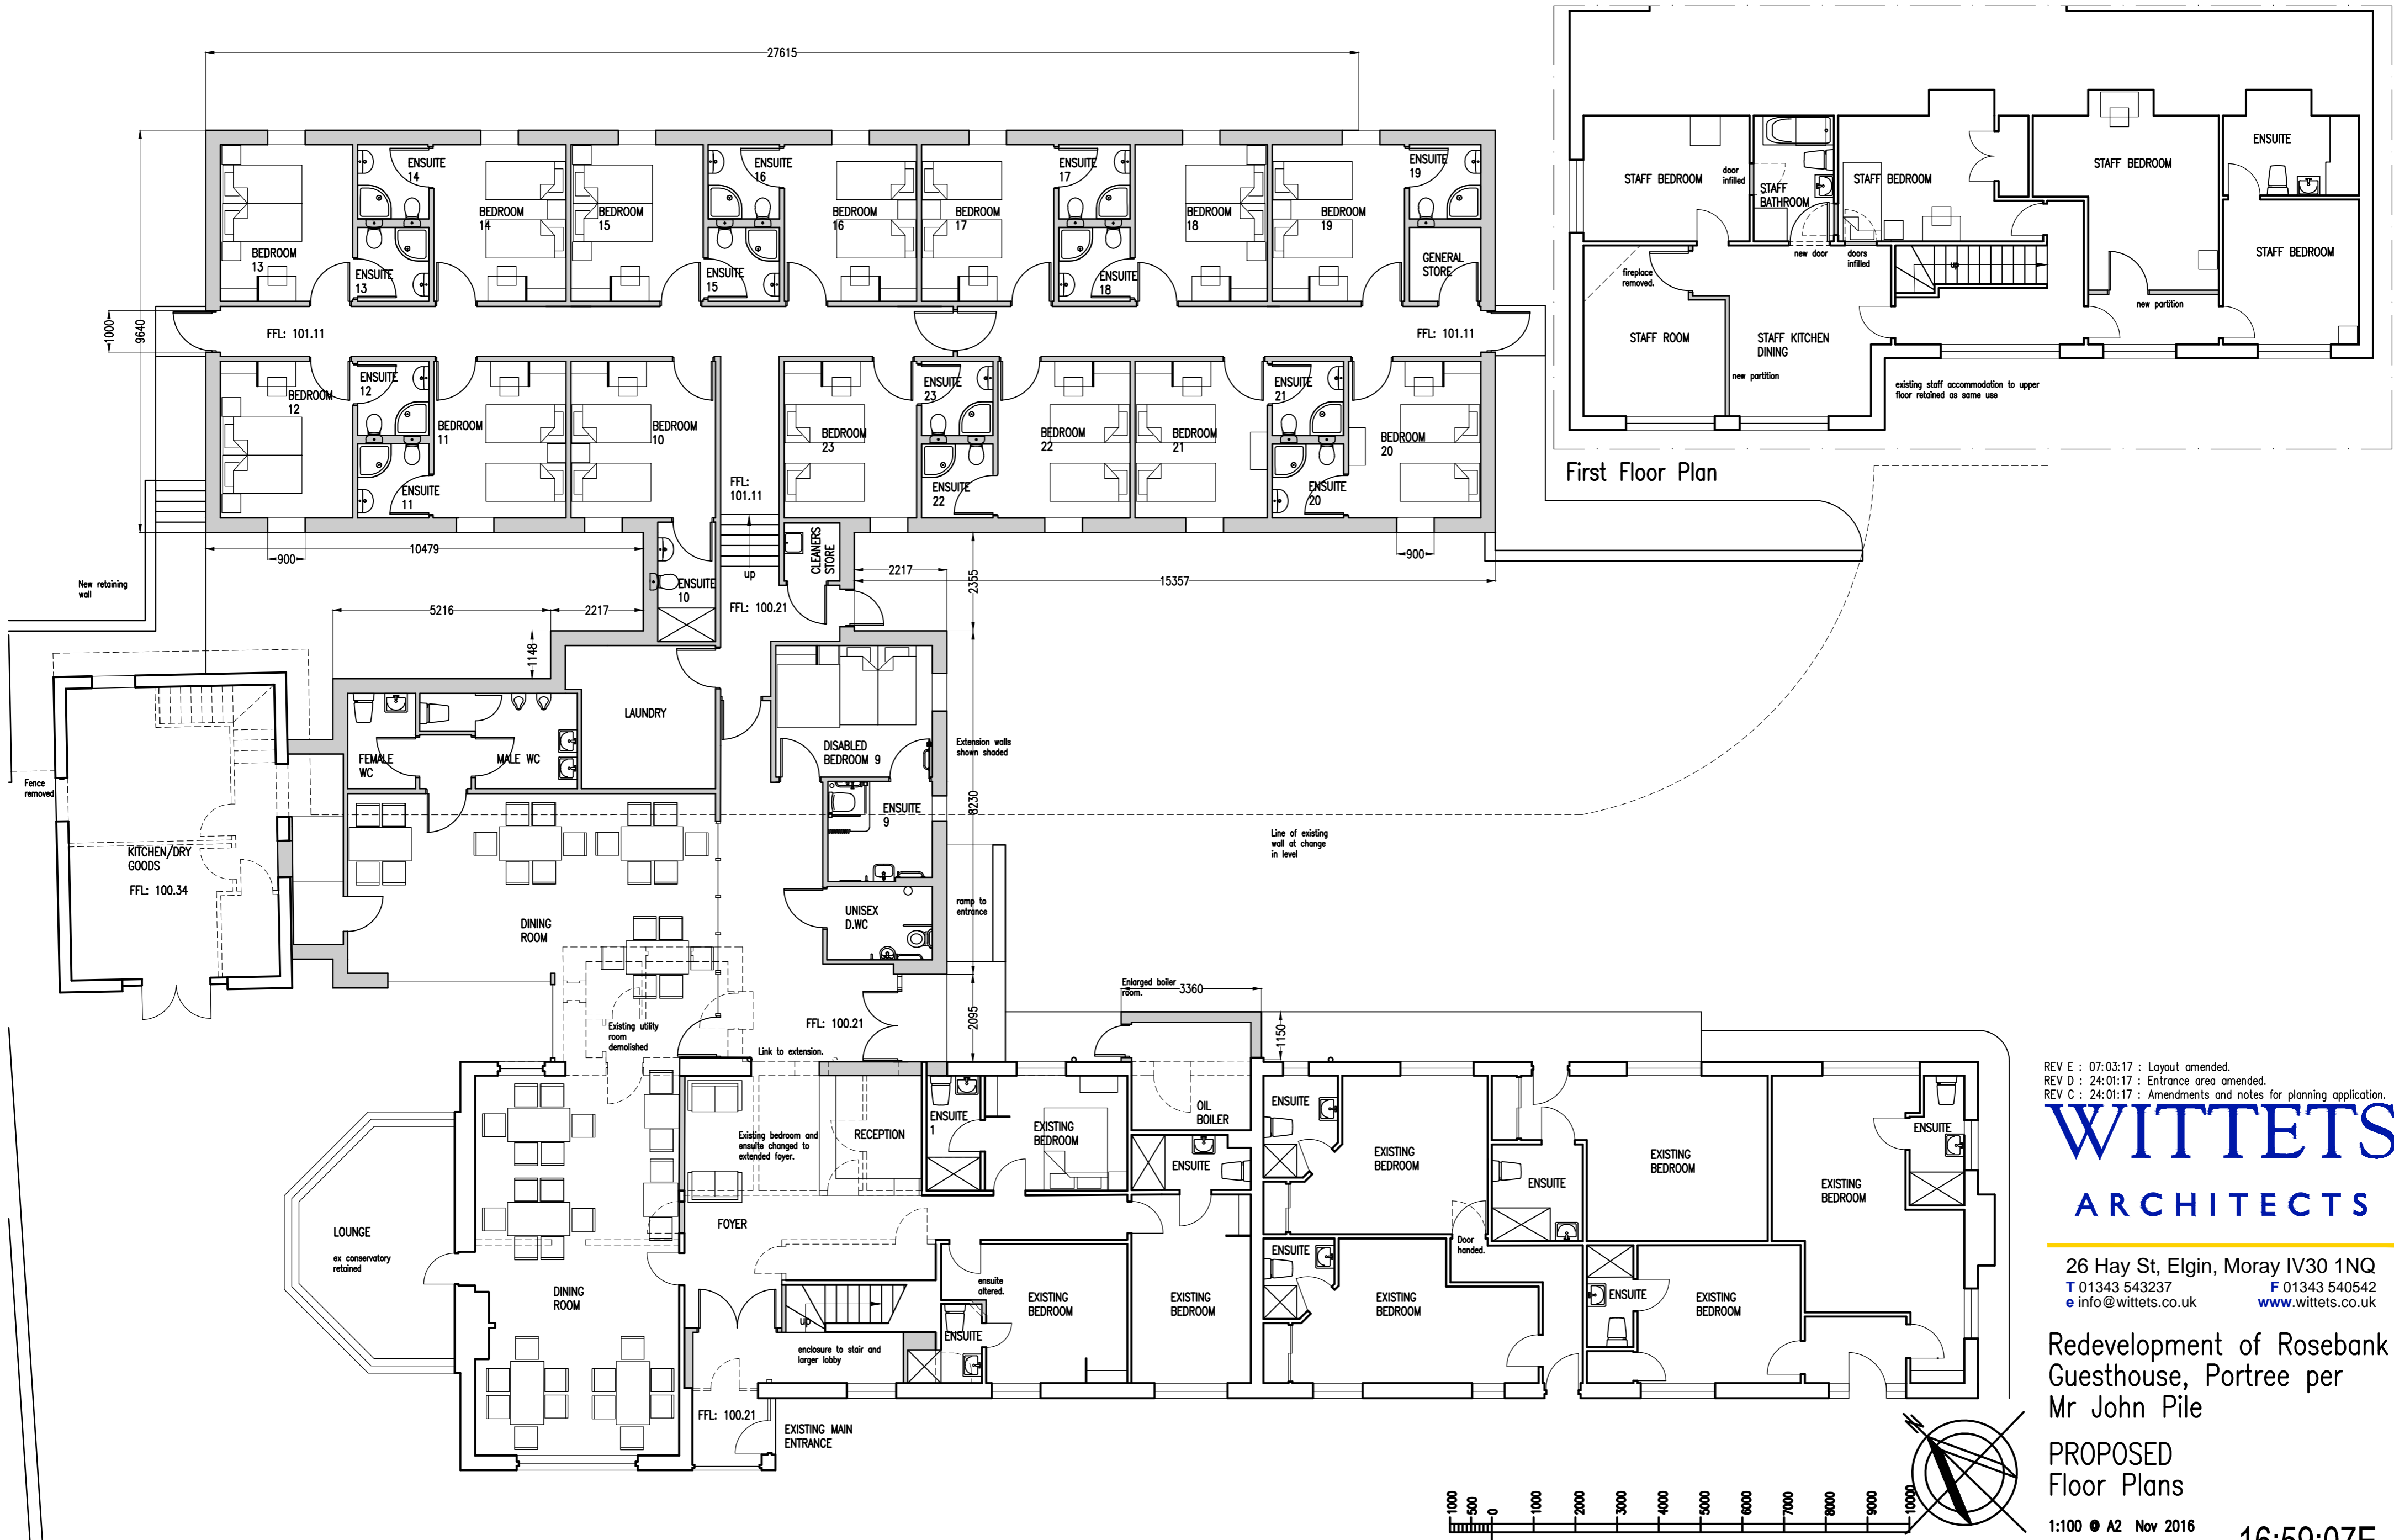 27615
ENSUITE
14
ENSUITE
16
ENSUITE
17
ENSUITE
19
BEDROOM
13
BEDROOM
14
BEDROOM
15
BEDROOM
16
BEDROOM
17
BEDROOM
18
BEDROOM
19
ENSUITE
13
ENSUITE
15
ENSUITE
18
GENERAL
STORE
1000
9640
FFL: 101.11
FFL: 101.11
BEDROOM
12
ENSUITE
12
BEDROOM
11
ENSUITE
11
BEDROOM
10
FFL:
101.11
BEDROOM
23
ENSUITE
23
ENSUITE
22
BEDROOM
22
BEDROOM
21
ENSUITE
21
ENSUITE
20
BEDROOM
20
900
10479
900
New retaining
wall
ENSUITE
10
up
CLEANERS
STORE
2217
2355
15357
5216
2217
FFL: 100.21
1148
STAFF BEDROOM
door
infilled
STAFF
BATHROOM
STAFF BEDROOM
STAFF BEDROOM
ENSUITE
STAFF BEDROOM
fireplace
removed.
new door
doors
infilled
up
new partition
STAFF ROOM
STAFF KITCHEN
DINING
new partition
existing staff accommodation to upper
floor retained as same use
First Floor Plan
LAUNDRY
FEMALE
WC
MALE WC
DISABLED
BEDROOM 9
Extension walls
shown shaded
Fence
removed
ENSUITE
9
8230
KITCHEN/DRY
GOODS
FFL: 100.34
Line of existing
wall at change
in level
DINING
ROOM
UNISEX
D.WC
ramp to
entrance
Enlarged boiler
room.
3360
FFL: 100.21
2095
1150
Existing utility
room
demolished
Link to extension.
REV E : 07:03:17 : Layout amended.
REV D : 24:01:17 : Entrance area amended.
REV C : 24:01:17 : Amendments and notes for planning application.
WITTETS
ARCHITECTS
26 Hay St, Elgin, Moray IV30 1NQ
T 01343 543237 F 01343 540542
e info@wittets.co.uk www.wittets.co.uk
Redevelopment of Rosebank
Guesthouse, Portree per
Mr John Pile
PROPOSED
Floor Plans
1:100 @ A2 Nov 2016
16:59:07E
Existing bedroom and
ensuite changed to
extended foyer.
RECEPTION
ENSUITE
1
EXISTING
BEDROOM
OIL
BOILER
ENSUITE
ENSUITE
EXISTING
BEDROOM
ENSUITE
EXISTING
BEDROOM
EXISTING
BEDROOM
ENSUITE
LOUNGE
ex conservatory
retained
FOYER
DINING
ROOM
Door
handed.
ensuite
altered.
EXISTING
BEDROOM
EXISTING
BEDROOM
ENSUITE
EXISTING
BEDROOM
ENSUITE
EXISTING
BEDROOM
up
ENSUITE
enclosure to stair and
larger lobby
FFL: 100.21
EXISTING MAIN
ENTRANCE
N
1000
500
0
1000
2000
3000
4000
5000
6000
7000
8000
9000
10000